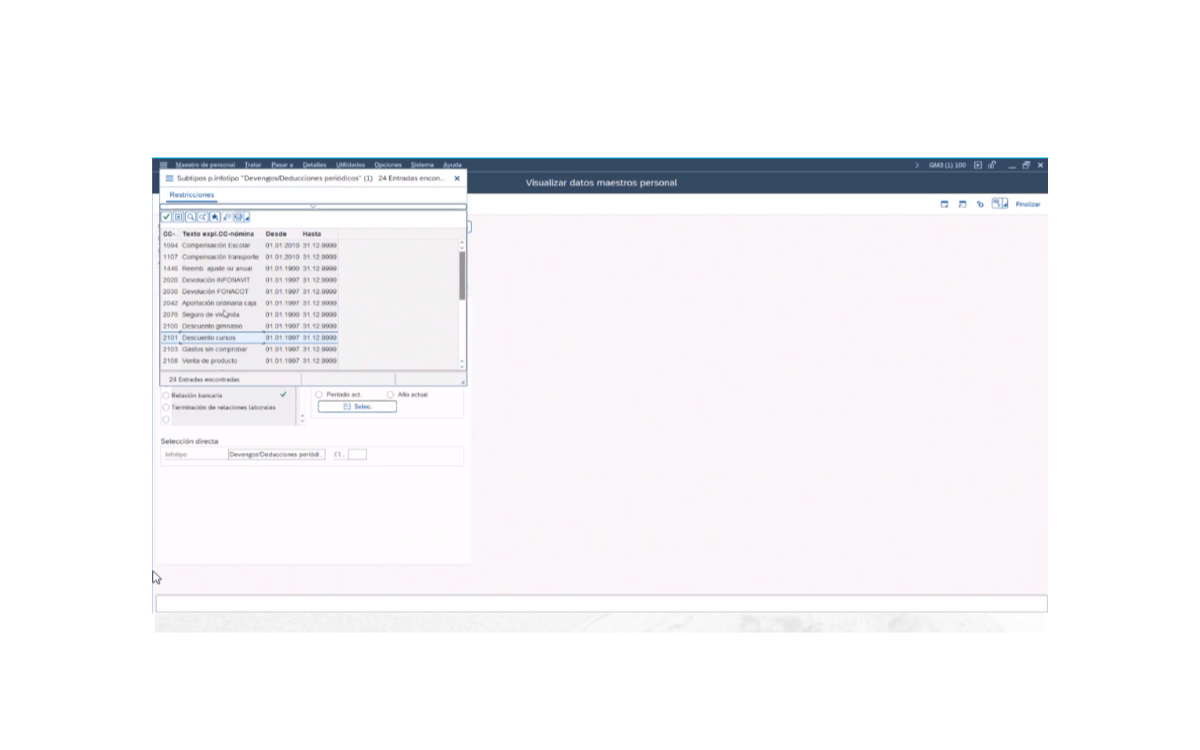 Maestro de personal Tratar Pasar a Detalles Utilidades Opciones Sistema Ayuda
GM3 (1) 100
Subtipos p.infotipo "Devengos/Deducciones periódicos" (1) 24 Entradas encon...
Visualizar datos maestros personal
Restricciones
Finalizar
CC-. Texto expl.CC-nómina Desde Hasta
1094 Compensación Escolar 01.01.2010 31.12.9999
1107 Compensación transporte 01.01.2010 31.12.9999
1446 Reemb. ajuste isr anual 01.01.1900 31.12.9999
2020 Devolución INFONAVIT 01.01.1997 31.12.9999
2030 Devolución FONACOT 01.01.1997 31.12.9999
2042 Aportación ordinaria caja 01.01.1997 31.12.9999
2070 Seguro de vivienda 01.01.1900 31.12.9999
2100 Descuento gimnasio 01.01.1997 31.12.9999
2101 Descuento cursos 01.01.1997 31.12.9999
2103 Gastos sin comprobar 01.01.1997 31.12.9999
2108 Venta de producto 01.01.1997 31.12.9999
24 Entradas encontradas
Relación bancaria Período act. Año actual
Terminación de relaciones laborales Selec.
Selección directa
Infotipo Devengos/Deducciones periódi... Cl.